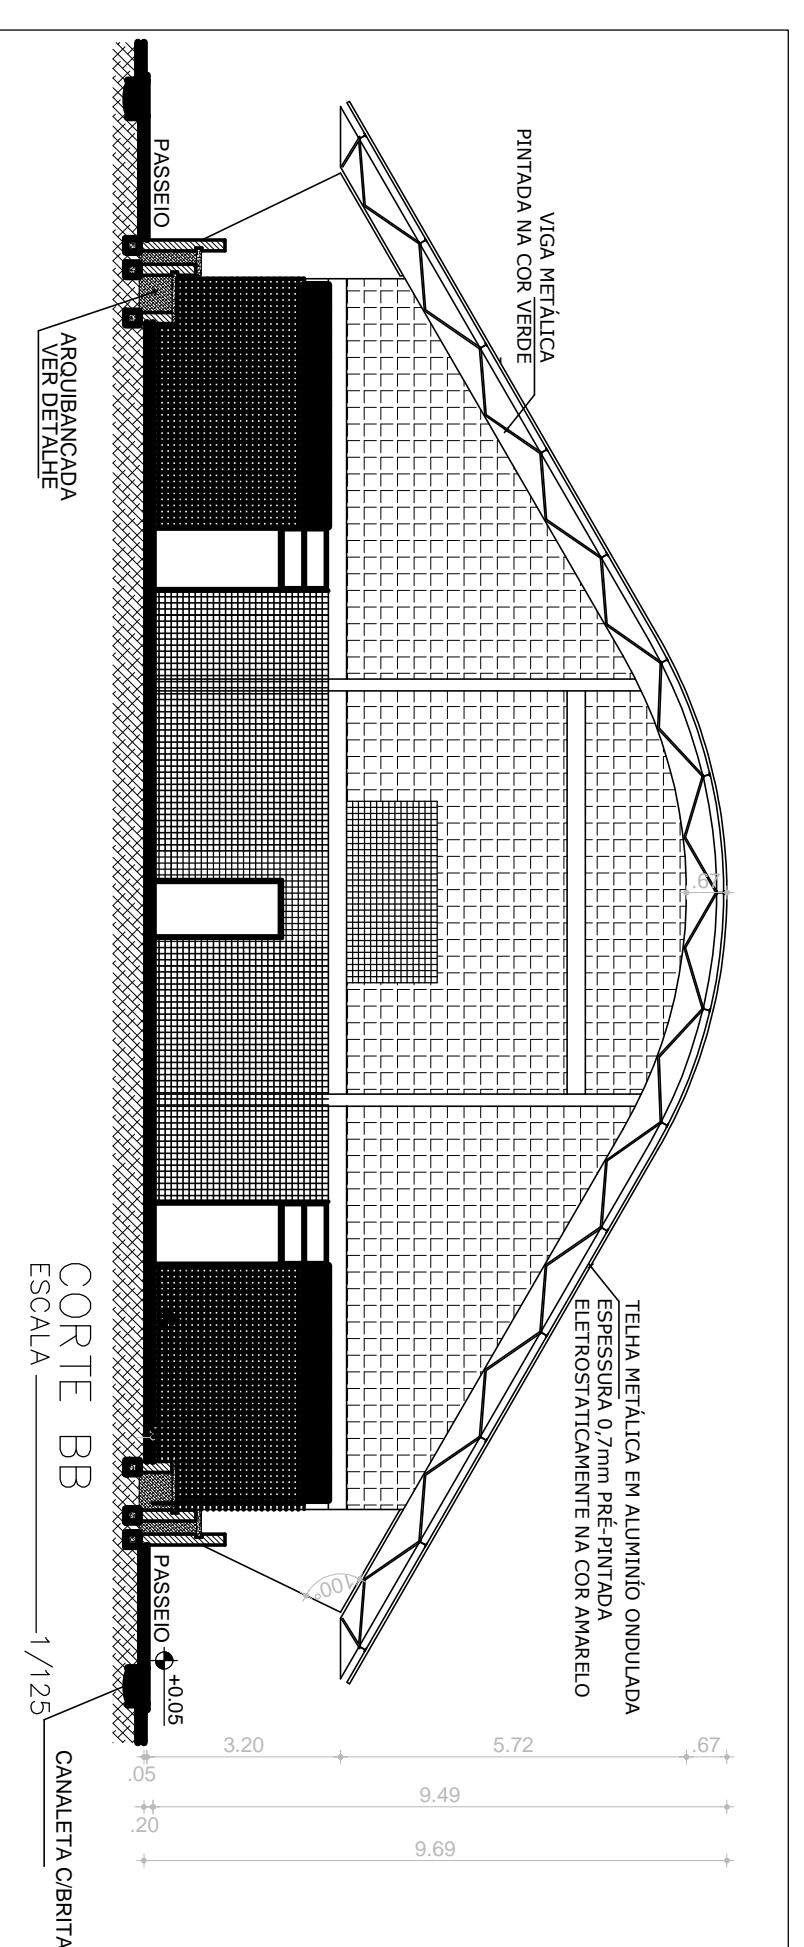 VIGA METÁLICA
PINTADA NA COR VERDE
TELHA METÁLICA EM ALUMINÍO ONDULADA
ESPESSURA 0,7mm PRÉ-PINTADA
ELETROSTATICAMENTE NA COR AMARELO
.67
100°
PASSEIO
PASSEIO
+0.05
ARQUIBANCADA
VER DETALHE
CANALETA C/BRITA
CORTE BB
ESCALA 1/125
.67
5.72
3.20
.05
9.49
.20
9.69